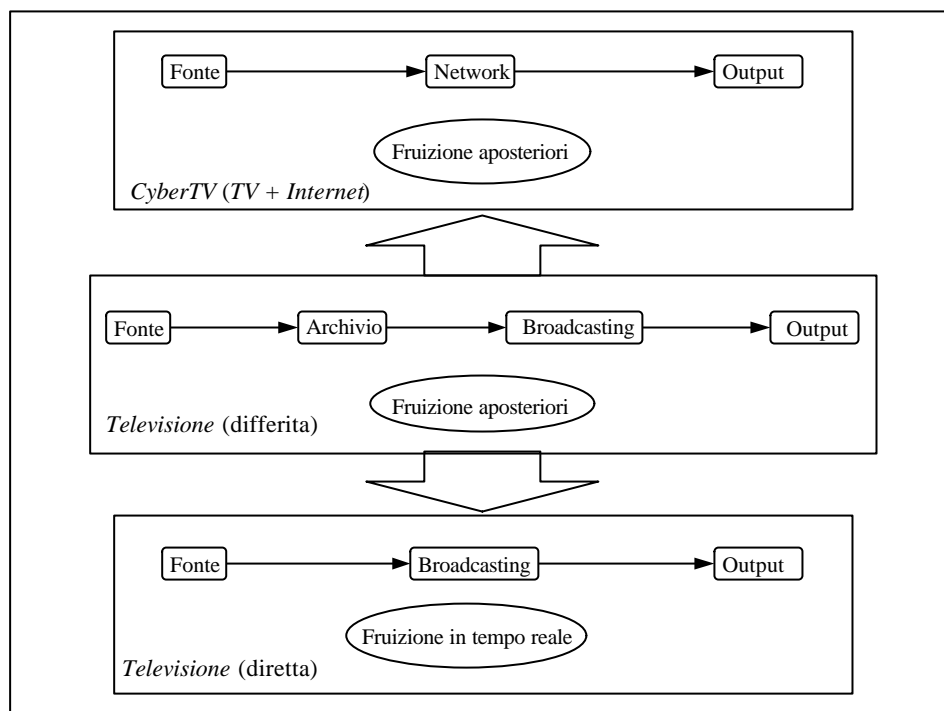 Fonte Network Output
Fruizione aposteriori
CyberTV (TV + Internet)
Fonte Archivio Broadcasting Output
Fruizione aposteriori
Televisione (differita)
Fonte Broadcasting Output
Fruizione in tempo reale
Televisione (diretta)